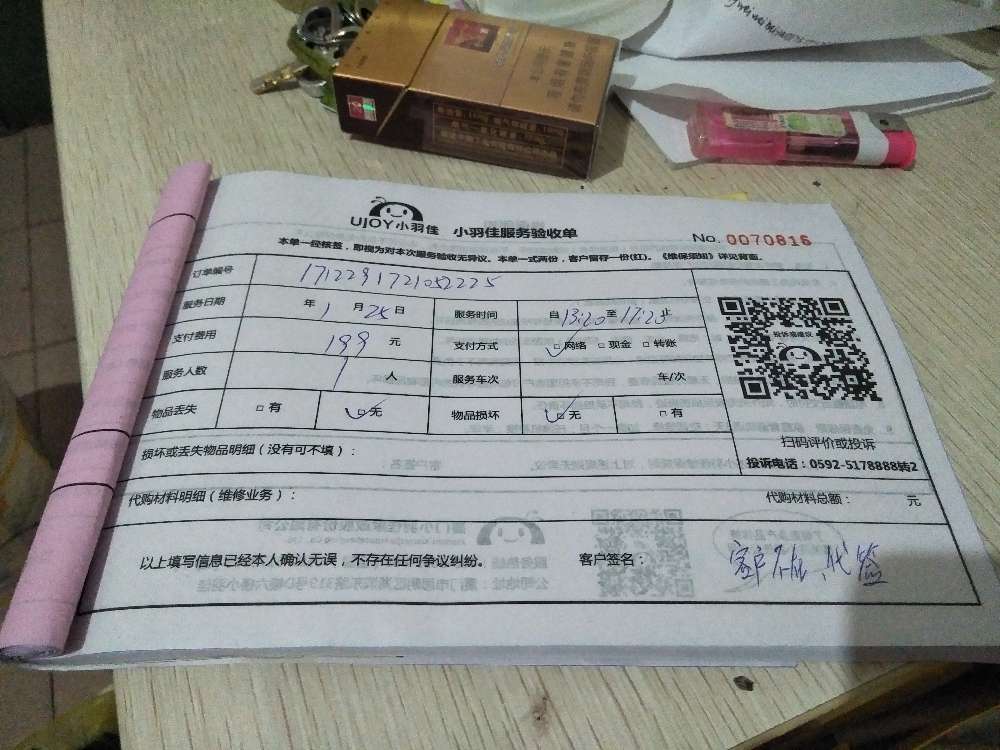 UJOY小羽佳 小羽佳服务验收单
No. 0070816
本单一经核签，即视为对本次服务验收无异议。本单一式两份，客户留存一份(红)。《维保须知》详见背面。
订单编号 1712291721052225
服务日期 年 1 月 25 日 服务时间 自 13:20 至 17:23 止
支付费用 199 元 支付方式 网络 现金 转账
服务人数 1 人 服务车次 车/次
物品丢失 有 无 物品损坏 无 有
投诉或建议
扫码评价或投诉
投诉电话：0592-5178888转2
损坏或丢失物品明细（没有可不填）：
代购材料明细（维修业务）： 代购材料总额： 元
以上填写信息已经本人确认无误，不存在任何争议纠纷。 客户签名： 客户不在、代签